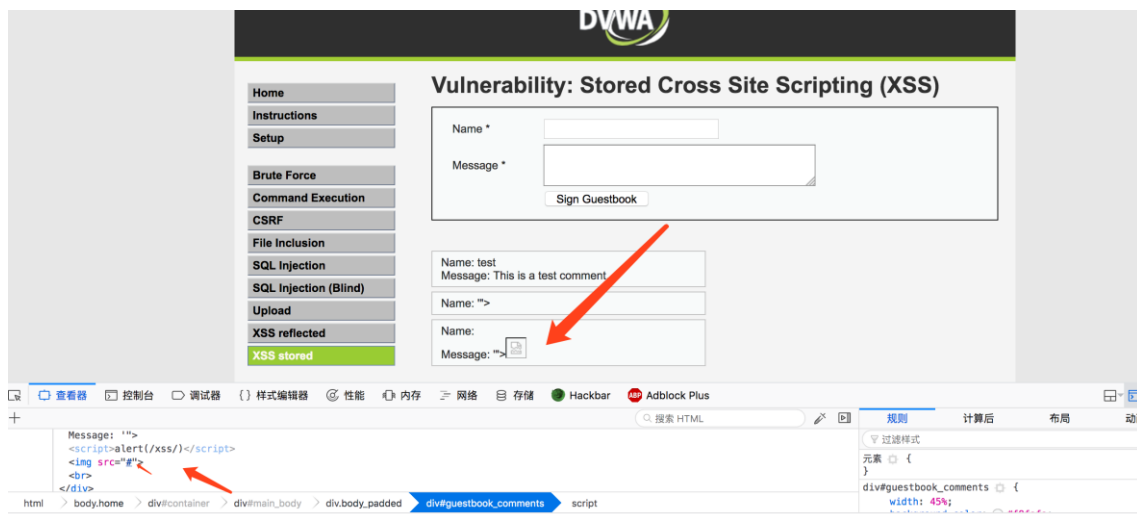 DVWA
Vulnerability: Stored Cross Site Scripting (XSS)
Home
Instructions
Setup
Brute Force
Command Execution
CSRF
File Inclusion
SQL Injection
SQL Injection (Blind)
Upload
XSS reflected
XSS stored
Name *
Message *
Sign Guestbook
Name: test
Message: This is a test comment
Name: '">
Name:
Message: '">
查看器 控制台 调试器 {} 样式编辑器 性能 内存 网络 存储 Hackbar ABP Adblock Plus
+ 搜索 HTML 规则 计算后 布局
Message: '">
<script>alert(/xss/)</script>
<img src="#">
<br>
</div>
html > body.home > div#container > div#main_body > div.body_padded > div#guestbook_comments > script
过滤样式
元素 {
}
div#guestbook_comments {
width: 45%;